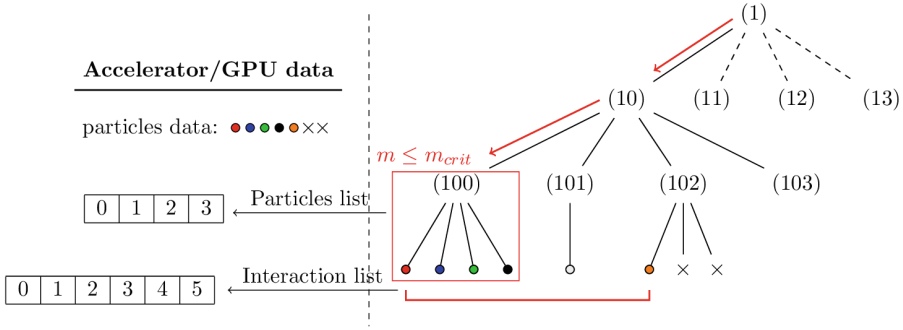 Accelerator/GPU data
particles data: ××
Particles list
0 1 2 3
Interaction list
0 1 2 3 4 5
(1)
(10) (11) (12) (13)
m ≤ m_crit
(100) (101) (102) (103)
× ×